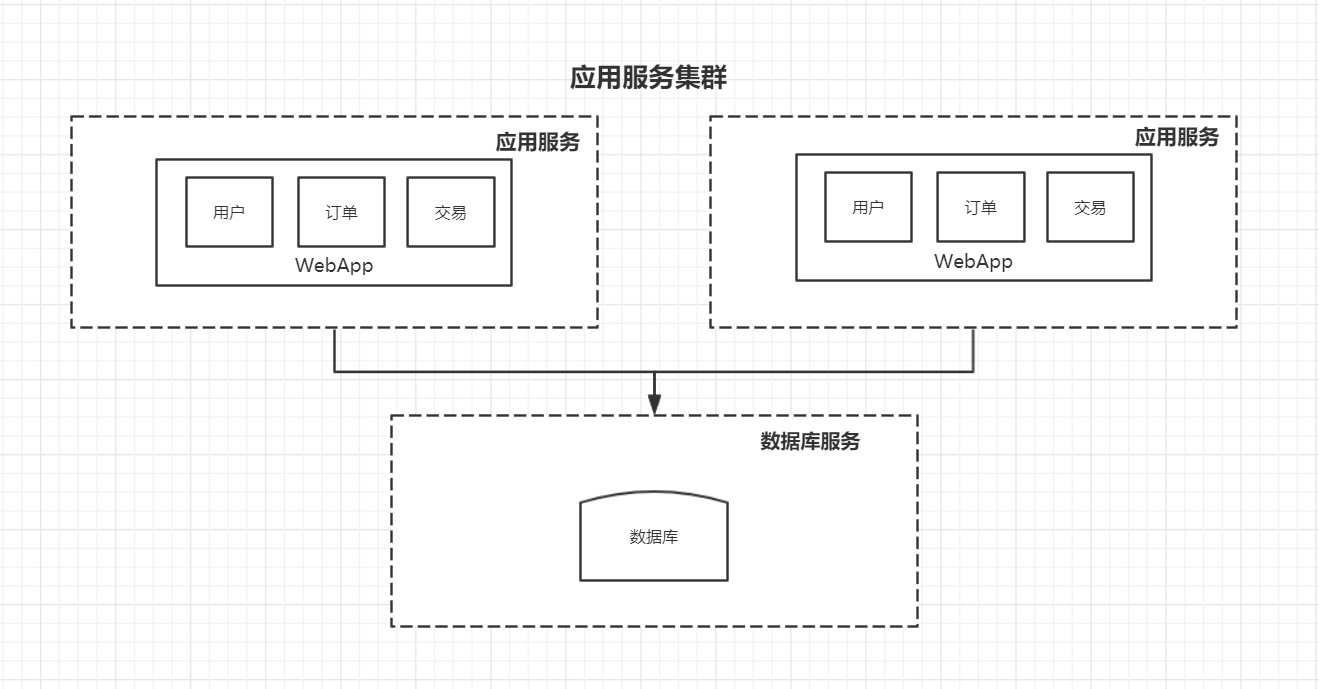 应用服务集群
应用服务
用户
订单
交易
WebApp
应用服务
用户
订单
交易
WebApp
数据库服务
数据库